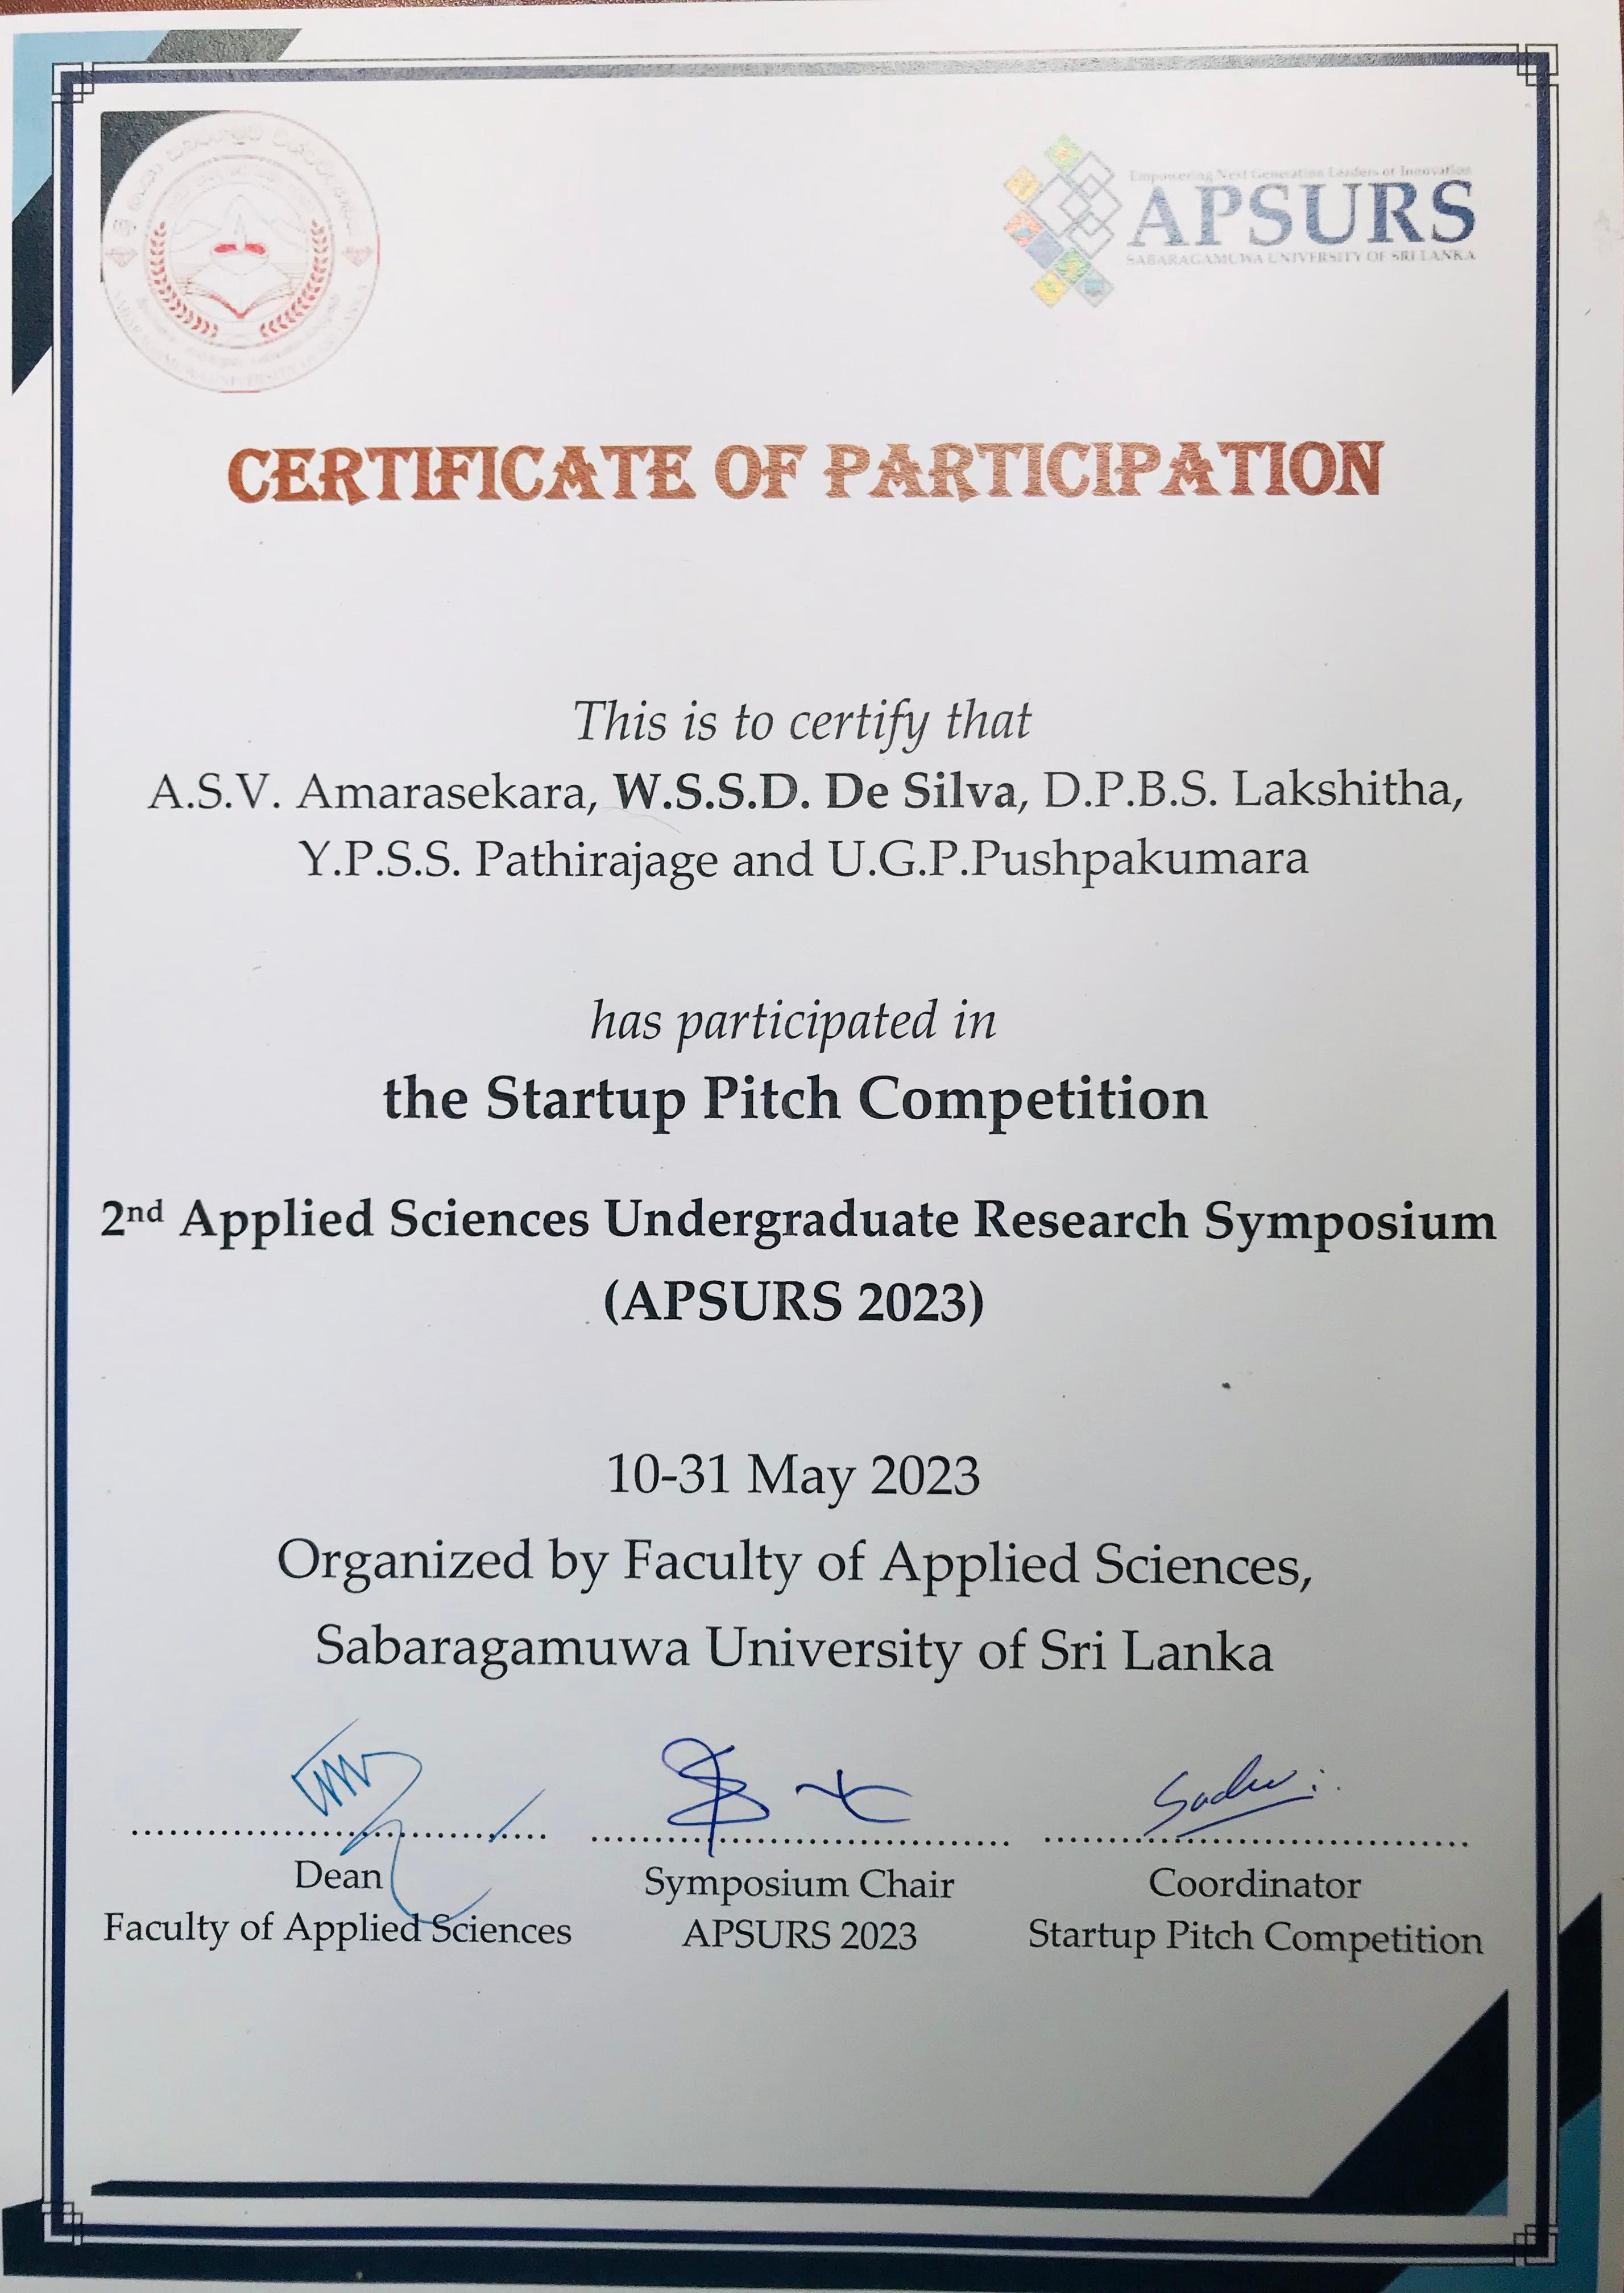 Empowering Next Generation Leaders of Innovation
APSURS
SABARAGAMUWA UNIVERSITY OF SRI LANKA
CERTIFICATE OF PARTICIPATION
This is to certify that
A.S.V. Amarasekara, W.S.S.D. De Silva, D.P.B.S. Lakshitha,
Y.P.S.S. Pathirajage and U.G.P.Pushpakumara
has participated in
the Startup Pitch Competition
2nd Applied Sciences Undergraduate Research Symposium
(APSURS 2023)
10-31 May 2023
Organized by Faculty of Applied Sciences,
Sabaragamuwa University of Sri Lanka
Dean Symposium Chair Coordinator
Faculty of Applied Sciences APSURS 2023 Startup Pitch Competition